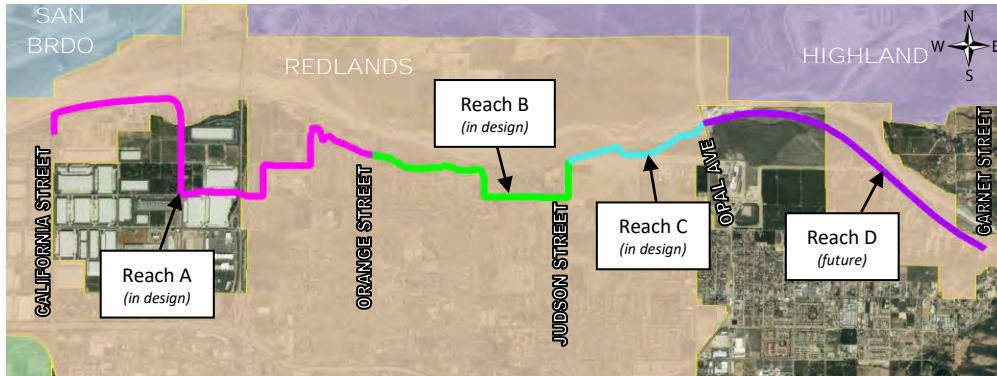 SAN
BRDO
REDLANDS
HIGHLAND
N
W E
S
Reach B
(in design)
CALIFORNIA STREET
Reach A
(in design)
ORANGE STREET
JUDSON STREET
Reach C
(in design)
OPAL AVE
Reach D
(future)
GARNET STREET